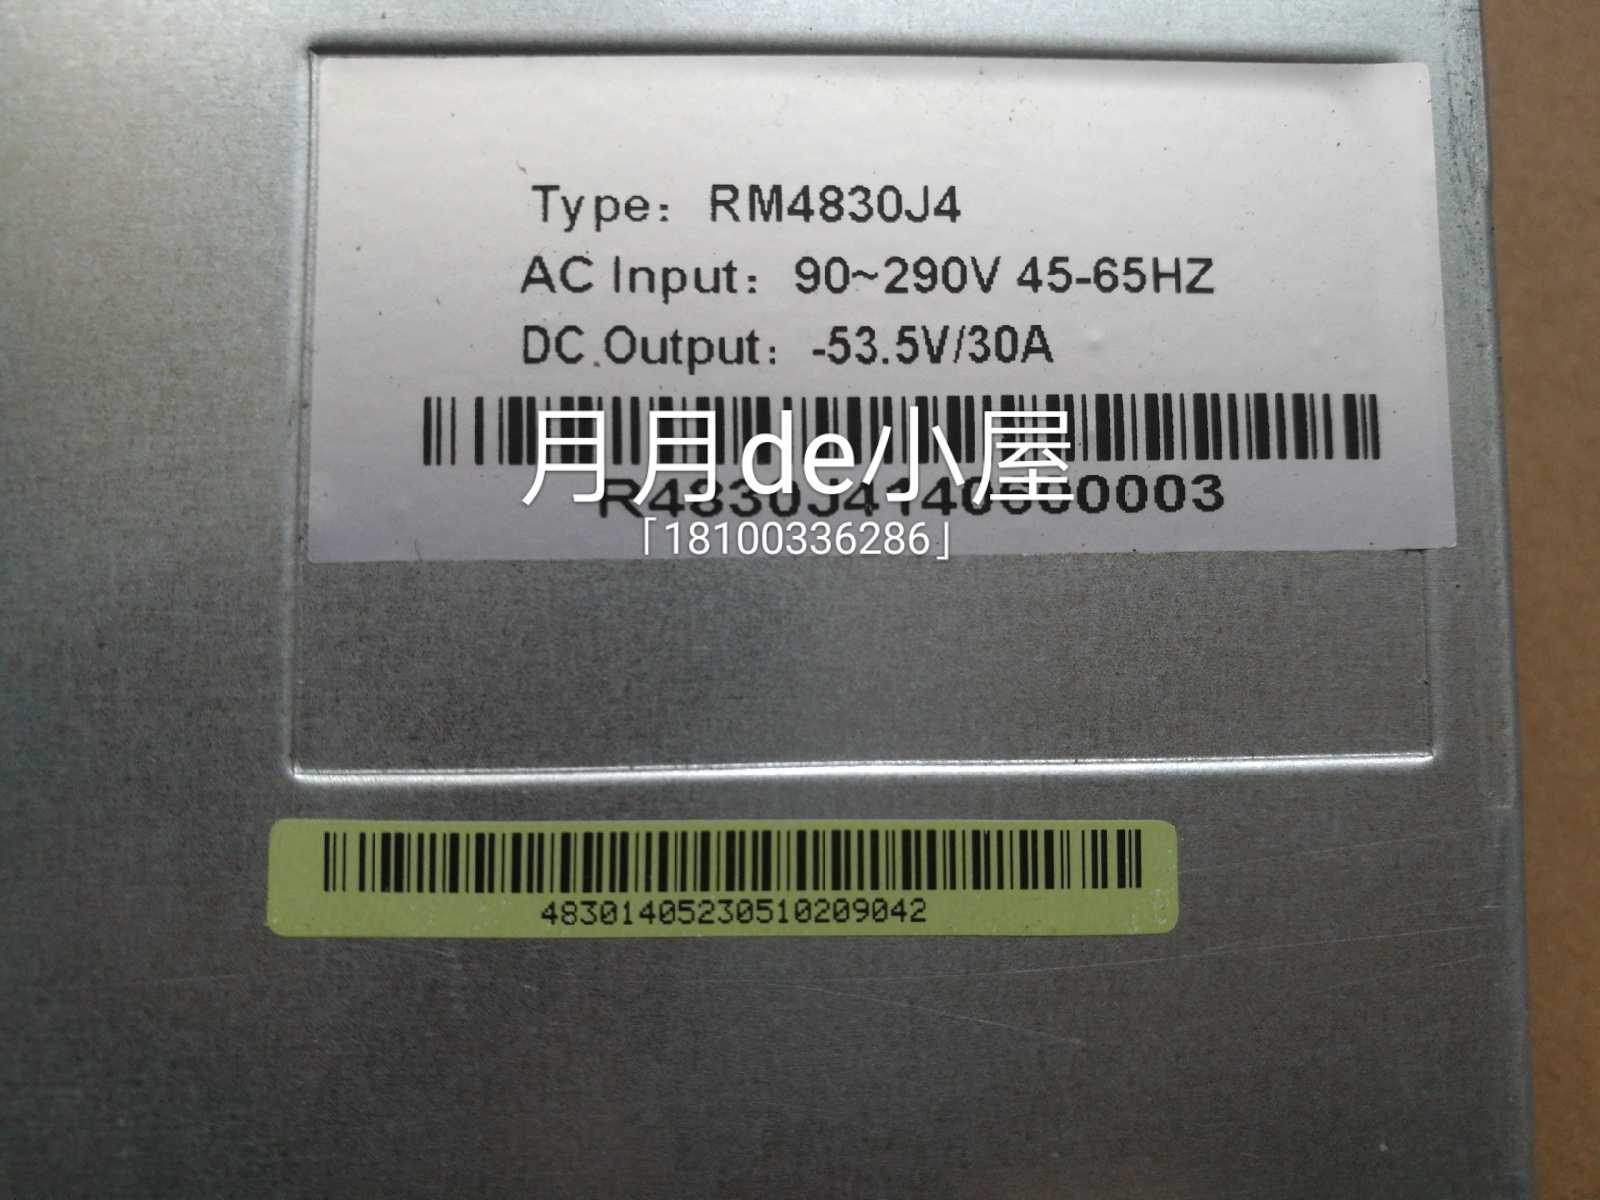 Type: RM4830J4
AC Input: 90~290V 45-65HZ
DC.Output: -53.5V/30A
月月de小屋
「18100336286」
48301405230510209042